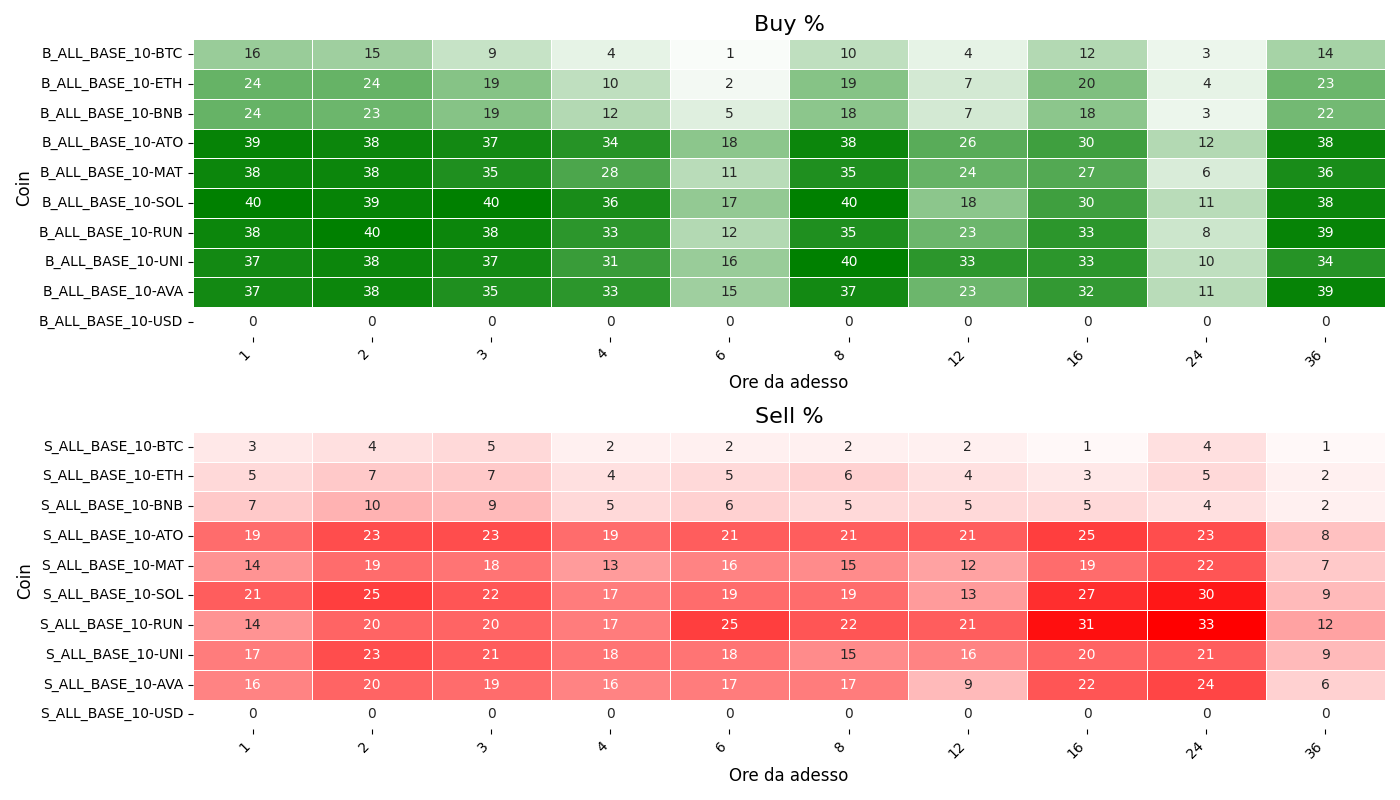 Buy %
Coin
B_ALL_BASE_10-BTC 16 15 9 4 1 10 4 12 3 14
B_ALL_BASE_10-ETH 24 24 19 10 2 19 7 20 4 23
B_ALL_BASE_10-BNB 24 23 19 12 5 18 7 18 3 22
B_ALL_BASE_10-ATO 39 38 37 34 18 38 26 30 12 38
B_ALL_BASE_10-MAT 38 38 35 28 11 35 24 27 6 36
B_ALL_BASE_10-SOL 40 39 40 36 17 40 18 30 11 38
B_ALL_BASE_10-RUN 38 40 38 33 12 35 23 33 8 39
B_ALL_BASE_10-UNI 37 38 37 31 16 40 33 33 10 34
B_ALL_BASE_10-AVA 37 38 35 33 15 37 23 32 11 39
B_ALL_BASE_10-USD 0 0 0 0 0 0 0 0 0 0
1 2 3 4 6 8 12 16 24 36
Ore da adesso
Sell %
Coin
S_ALL_BASE_10-BTC 3 4 5 2 2 2 2 1 4 1
S_ALL_BASE_10-ETH 5 7 7 4 5 6 4 3 5 2
S_ALL_BASE_10-BNB 7 10 9 5 6 5 5 5 4 2
S_ALL_BASE_10-ATO 19 23 23 19 21 21 21 25 23 8
S_ALL_BASE_10-MAT 14 19 18 13 16 15 12 19 22 7
S_ALL_BASE_10-SOL 21 25 22 17 19 19 13 27 30 9
S_ALL_BASE_10-RUN 14 20 20 17 25 22 21 31 33 12
S_ALL_BASE_10-UNI 17 23 21 18 18 15 16 20 21 9
S_ALL_BASE_10-AVA 16 20 19 16 17 17 9 22 24 6
S_ALL_BASE_10-USD 0 0 0 0 0 0 0 0 0 0
1 2 3 4 6 8 12 16 24 36
Ore da adesso